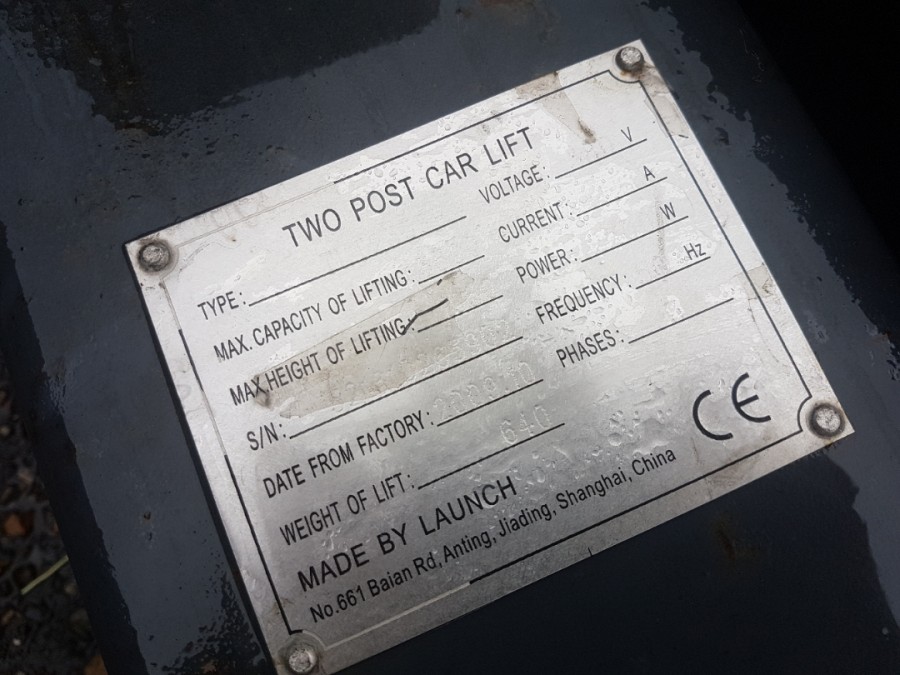 TWO POST CAR LIFT
TYPE:
VOLTAGE: V
MAX.CAPACITY OF LIFTING:
CURRENT: A
MAX.HEIGHT OF LIFTING:
POWER: W
S/N:
FREQUENCY: Hz
DATE FROM FACTORY: 200910
PHASES:
WEIGHT OF LIFT: 640
CE
MADE BY LAUNCH
No.661 Baian Rd, Anting, Jiading, Shanghai, China